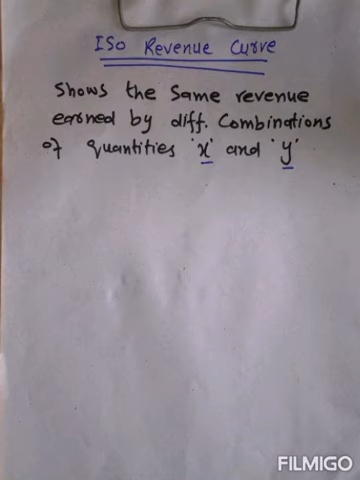 ISo Revenue Curve
Shows the Same revenue
earned by diff. Combinations
of quantities 'x' and 'y'
FILMIGO